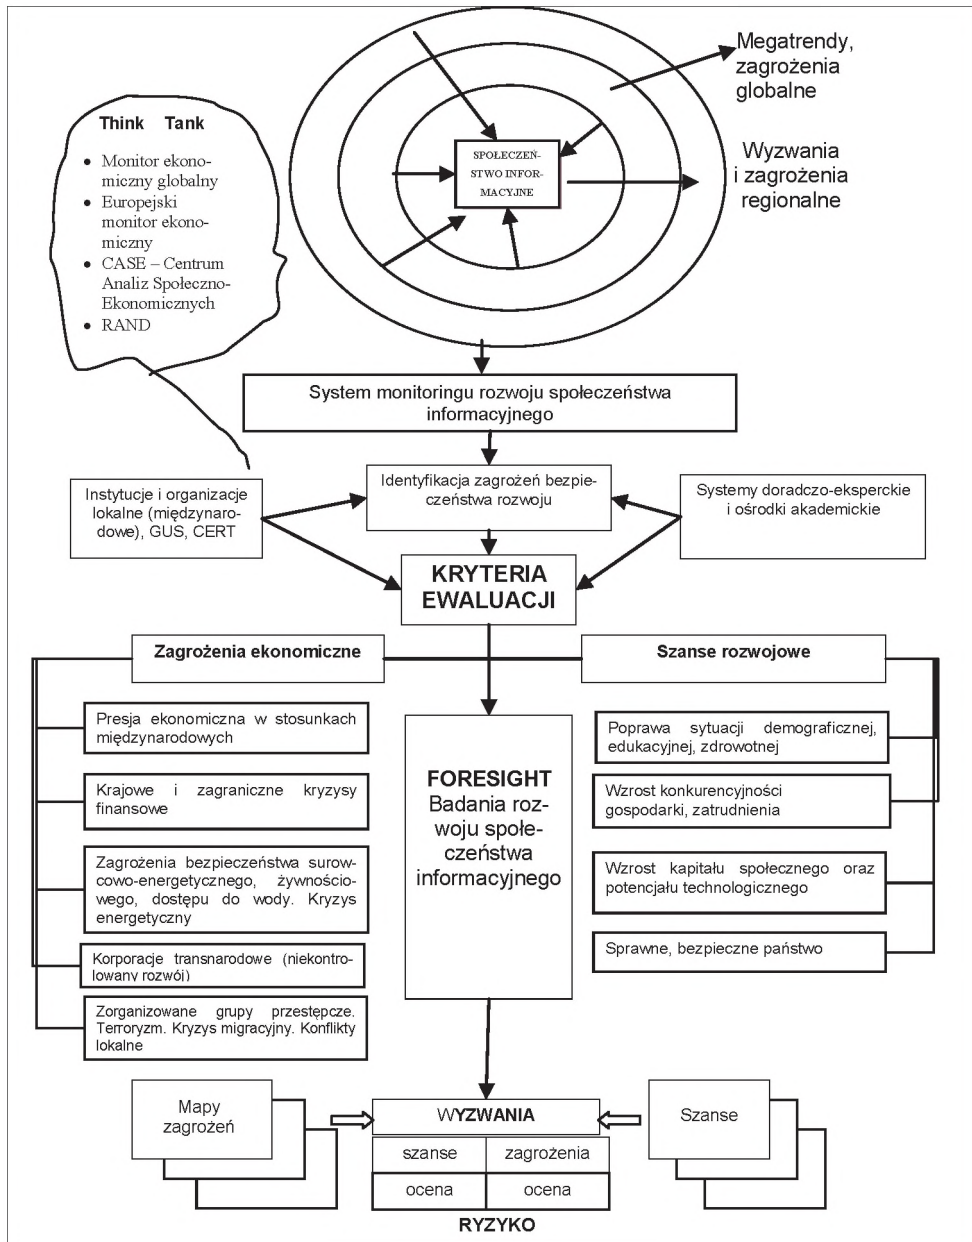 Megatrendy,
zagrożenia
globalne
Think Tank
• Monitor ekono-
miczny globalny
• Europejski
monitor ekono-
miczny
• CASE – Centrum
Analiz Społeczno-
Ekonomicznych
• RAND
SPOŁECZEŃ-
STWO INFOR-
MACYJNE
Wyzwania
i zagrożenia
regionalne
System monitoringu rozwoju społeczeństwa
informacyjnego
Instytucje i organizacje
lokalne (międzynaro-
dowe), GUS, CERT
Identyfikacja zagrożeń bezpie-
czeństwa rozwoju
Systemy doradczo-eksperckie
i ośrodki akademickie
KRYTERIA
EWALUACJI
Zagrożenia ekonomiczne
Szanse rozwojowe
Presja ekonomiczna w stosunkach
międzynarodowych
Krajowe i zagraniczne kryzysy
finansowe
Zagrożenia bezpieczeństwa surow-
cowo-energetycznego, żywnościo-
wego, dostępu do wody. Kryzys
energetyczny
Korporacje transnarodowe (niekontro-
lowany rozwój)
Zorganizowane grupy przestępcze.
Terroryzm. Kryzys migracyjny. Konflikty
lokalne
FORESIGHT
Badania roz-
woju społe-
czeństwa
informacyjnego
Poprawa sytuacji demograficznej,
edukacyjnej, zdrowotnej
Wzrost konkurencyjności
gospodarki, zatrudnienia
Wzrost kapitału społecznego oraz
potencjału technologicznego
Sprawne, bezpieczne państwo
Mapy
zagrożeń
WYZWANIA
Szanse
szanse zagrożenia
ocena ocena
RYZYKO